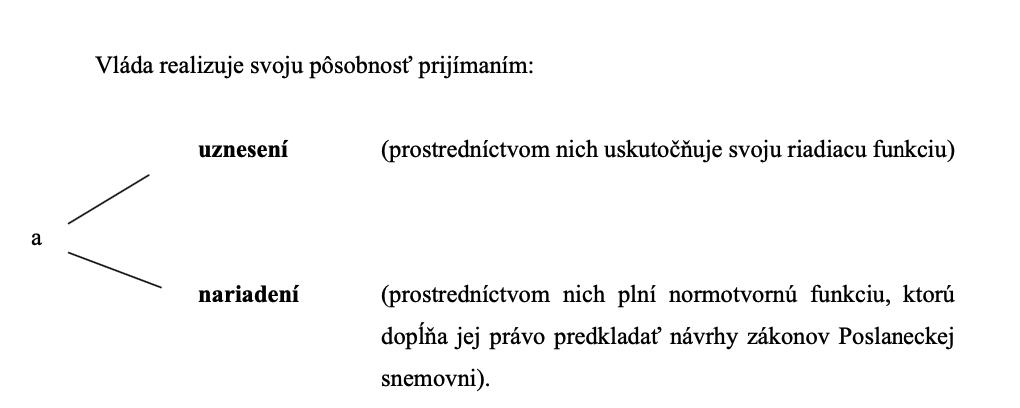 Vláda realizuje svoju pôsobnosť prijímaním:
uznesení (prostredníctvom nich uskutočňuje svoju riadiacu funkciu)
a
nariadení (prostredníctvom nich plní normotvornú funkciu, ktorú
dopĺňa jej právo predkladať návrhy zákonov Poslaneckej
snemovni).